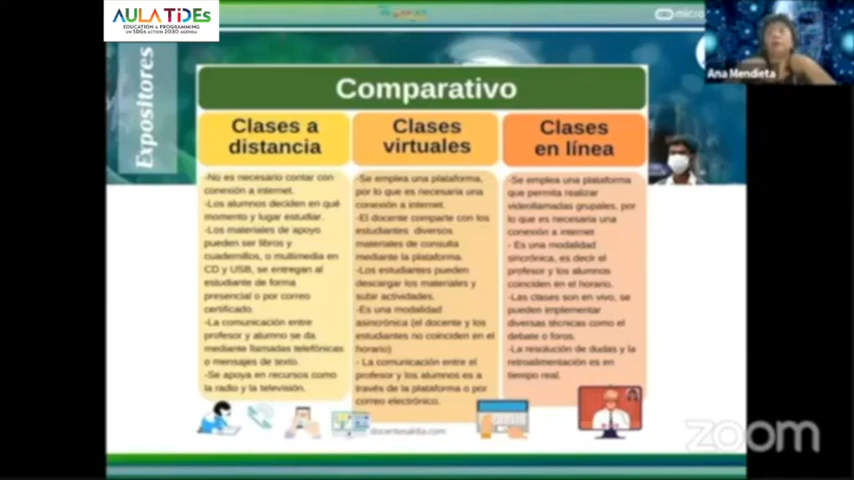 AULA TiDEs
EDUCATION & PROGRAMMING
EN SDGs ACTION 2030 AGENDA
micro
Ana Mendieta
Expositores
Comparativo
Clases a
distancia
-No es necesario contar con
conexión a internet.
-Los alumnos deciden en qué
momento y lugar estudiar.
-Los materiales de apoyo
pueden ser libros y
cuadernillos, o multimedia en
CD y USB, se entregan al
estudiante de forma
presencial o por correo
certificado.
-La comunicación entre
profesor y alumno se da
mediante llamadas telefónicas
o mensajes de texto.
-Se apoya en recursos como
la radio y la televisión.
Clases
virtuales
-Se emplea una plataforma,
por lo que es necesaria una
conexión a internet.
-El docente comparte con los
estudiantes diversos
materiales de consulta
mediante la plataforma.
-Los estudiantes pueden
descargar los materiales y
subir actividades.
-Es una modalidad
asincrónica (el docente y los
estudiantes no coinciden en el
horario)
- La comunicación entre el
profesor y los alumnos es a
través de la plataforma o por
correo electrónico.
Clases
en línea
-Se emplea una plataforma
que permita realizar
videollamadas grupales, por
lo que es necesaria una
conexión a internet
- Es una modalidad
sincrónica, es decir el
profesor y los alumnos
coinciden en el horario.
-Las clases son en vivo, se
pueden implementar
diversas técnicas como el
debate o foros.
-La resolución de dudas y la
retroalimentación es en
tiempo real.
docentesaldia.com
zoom